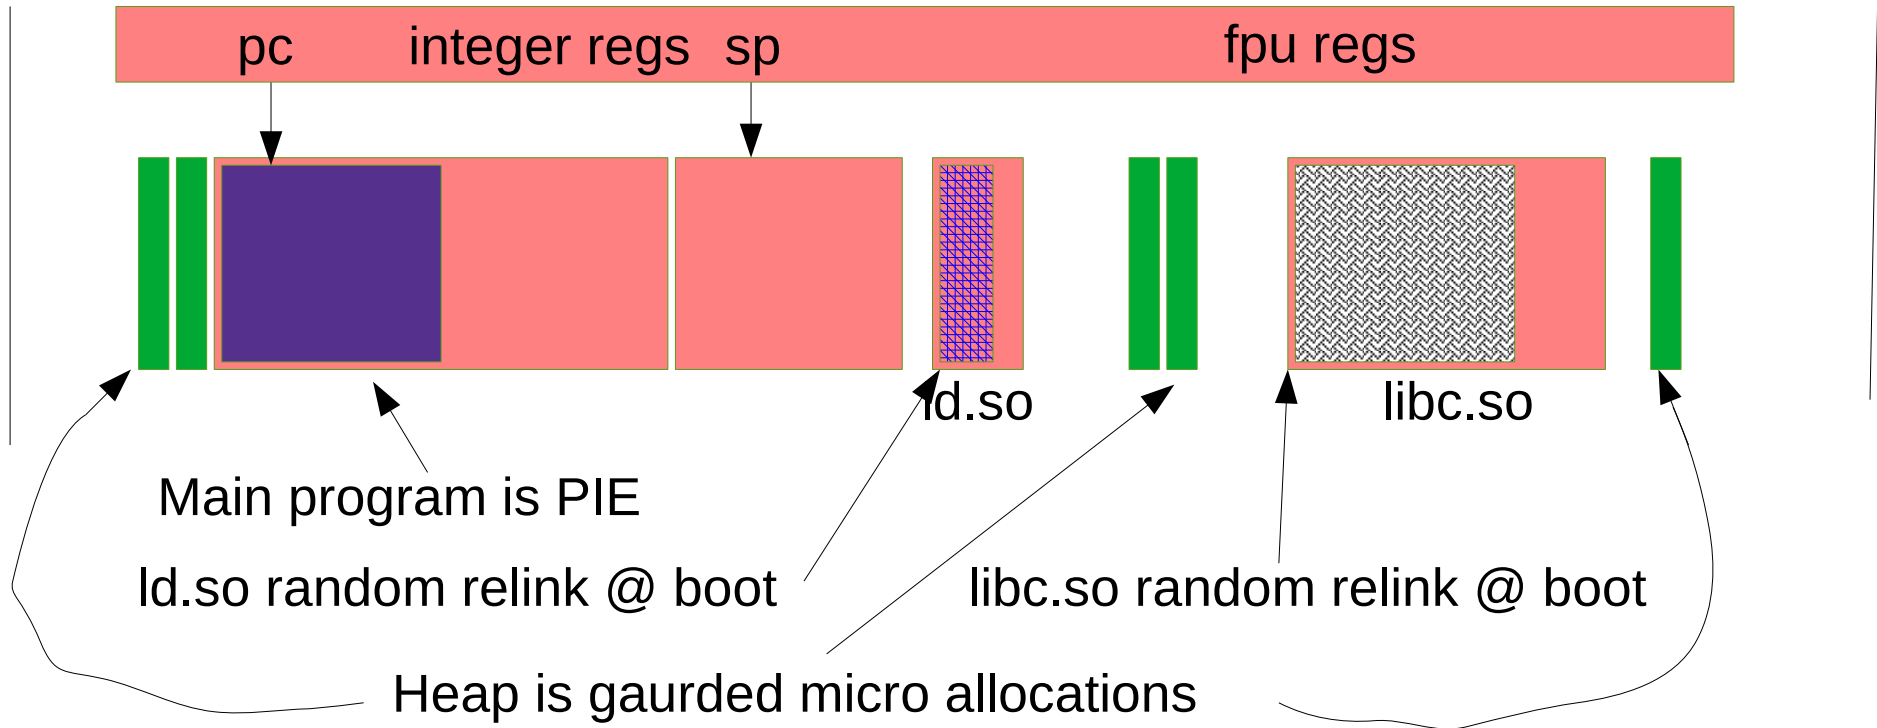 pc integer regs sp fpu regs
ld.so libc.so
Main program is PIE
ld.so random relink @ boot libc.so random relink @ boot
Heap is gaurded micro allocations